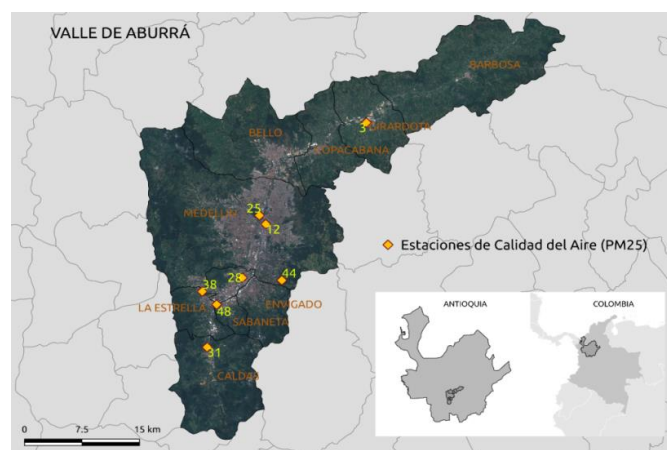 VALLE DE ABURRÁ
BARBOSA
3
GIRARDOTA
BELLO
COPACABANA
25
MEDELLIN
12
Estaciones de Calidad del Aire (PM25)
28
44
38
LA ESTRELLA
ENVIGADO
48
SABANETA
31
CALDAS
ANTIOQUIA
COLOMBIA
0 7.5 15 km